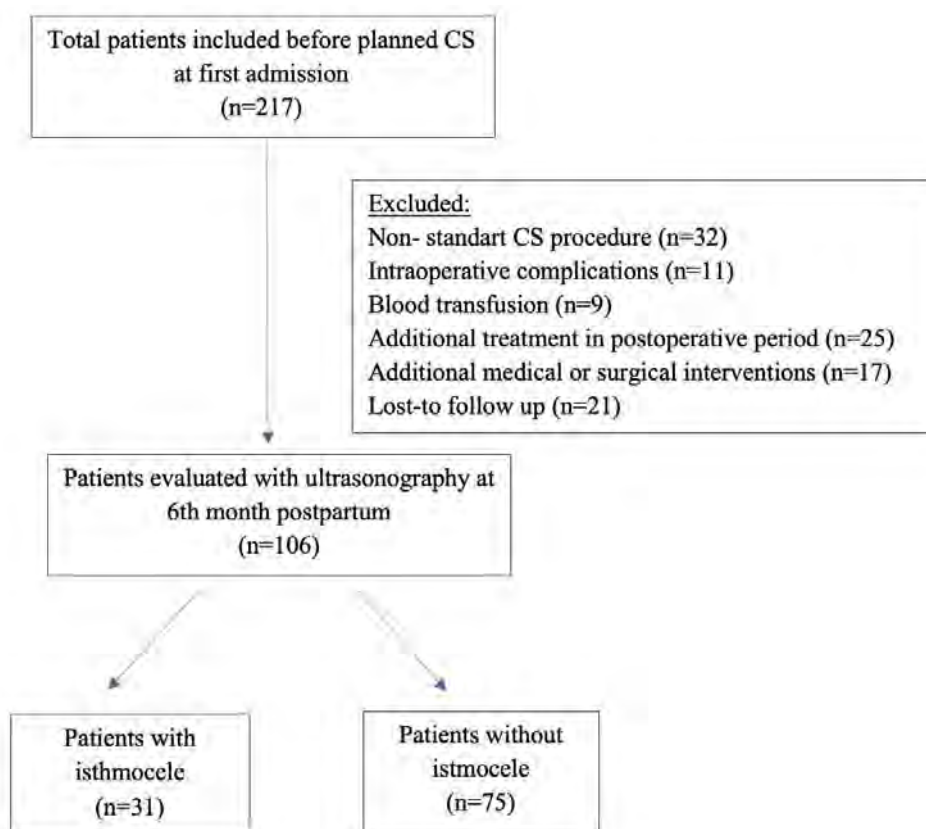 Total patients included before planned CS
at first admission
(n=217)
Excluded:
Non- standart CS procedure (n=32)
Intraoperative complications (n=11)
Blood transfusion (n=9)
Additional treatment in postoperative period (n=25)
Additional medical or surgical interventions (n=17)
Lost-to follow up (n=21)
Patients evaluated with ultrasonography at
6th month postpartum
(n=106)
Patients with
isthmocele
(n=31)
Patients without
istmocele
(n=75)